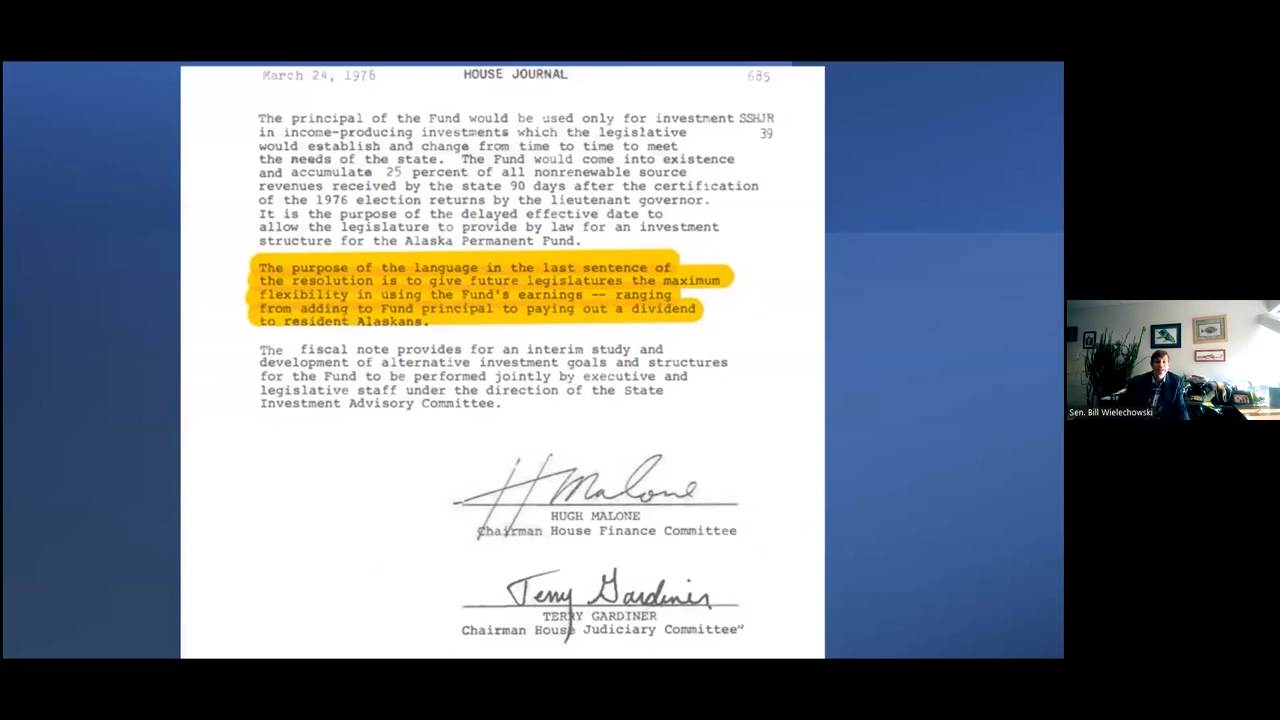 March 24, 1976 HOUSE JOURNAL 685
The principal of the Fund would be used only for investment SSHJR
in income-producing investments which the legislative 39
would establish and change from time to time to meet
the needs of the state. The Fund would come into existence
and accumulate 25 percent of all nonrenewable source
revenues received by the state 90 days after the certification
of the 1976 election returns by the lieutenant governor.
It is the purpose of the delayed effective date to
allow the legislature to provide by law for an investment
structure for the Alaska Permanent Fund.
The purpose of the language in the last sentence of
the resolution is to give future legislatures the maximum
flexibility in using the Fund's earnings -- ranging
from adding to Fund principal to paying out a dividend
to resident Alaskans.
The fiscal note provides for an interim study and
development of alternative investment goals and structures
for the Fund to be performed jointly by executive and
legislative staff under the direction of the State
Investment Advisory Committee.
H Malone
HUGH MALONE
Chairman House Finance Committee
Terry Gardiner
TERRY GARDINER
Chairman House Judiciary Committee"
Sen. Bill Wielechowski